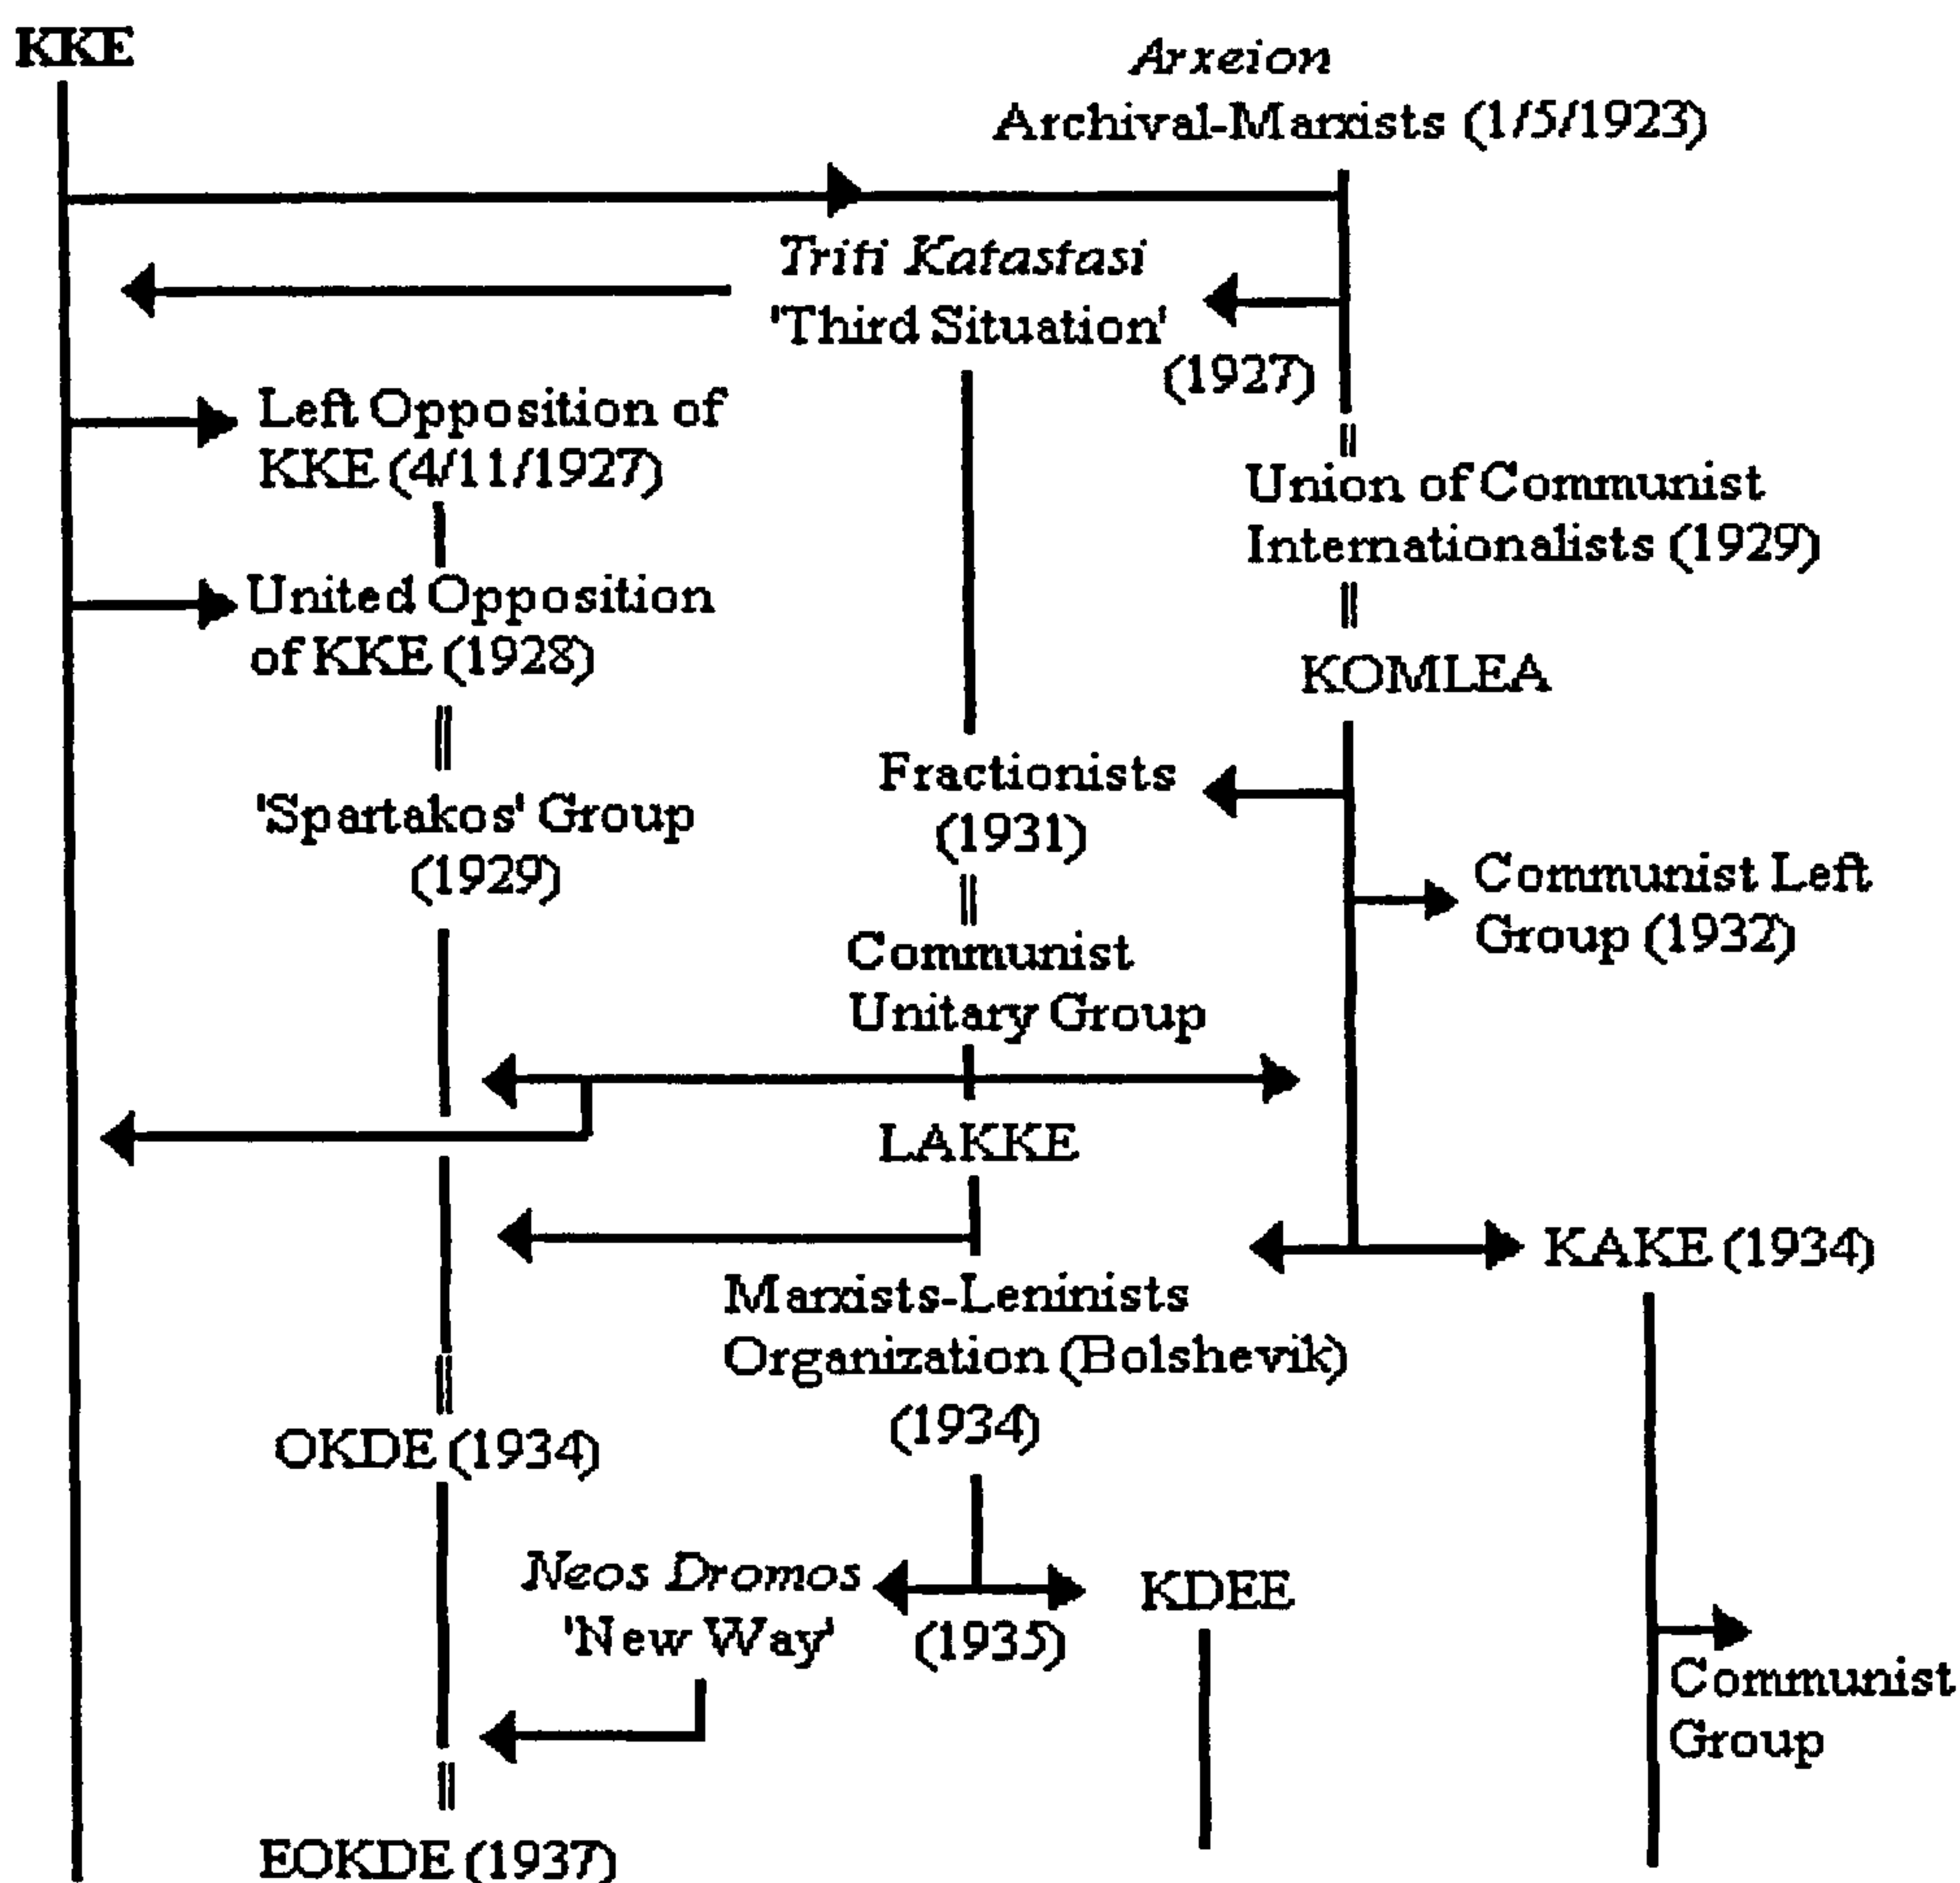 KKE
Arxeion
Archival-Marxists (1/5/1923)
Triti Katastasi
'Third Situation'
(1927)
Left Opposition of
KKE (4/11/1927)
Union of Communist
Internationalists (1929)
United Opposition
of KKE (1928)
KOMLEA
Fractionists
(1931)
'Spartakos' Group
(1929)
Communist Left
Group (1932)
Communist
Unitary Group
LAKKE
KAKE (1934)
Marxists-Leninists
Organization (Bolshevik)
(1934)
OKDE (1934)
Neos Dromos
'New Way'
(1935)
KDEE
Communist
Group
EOKDE (1937)